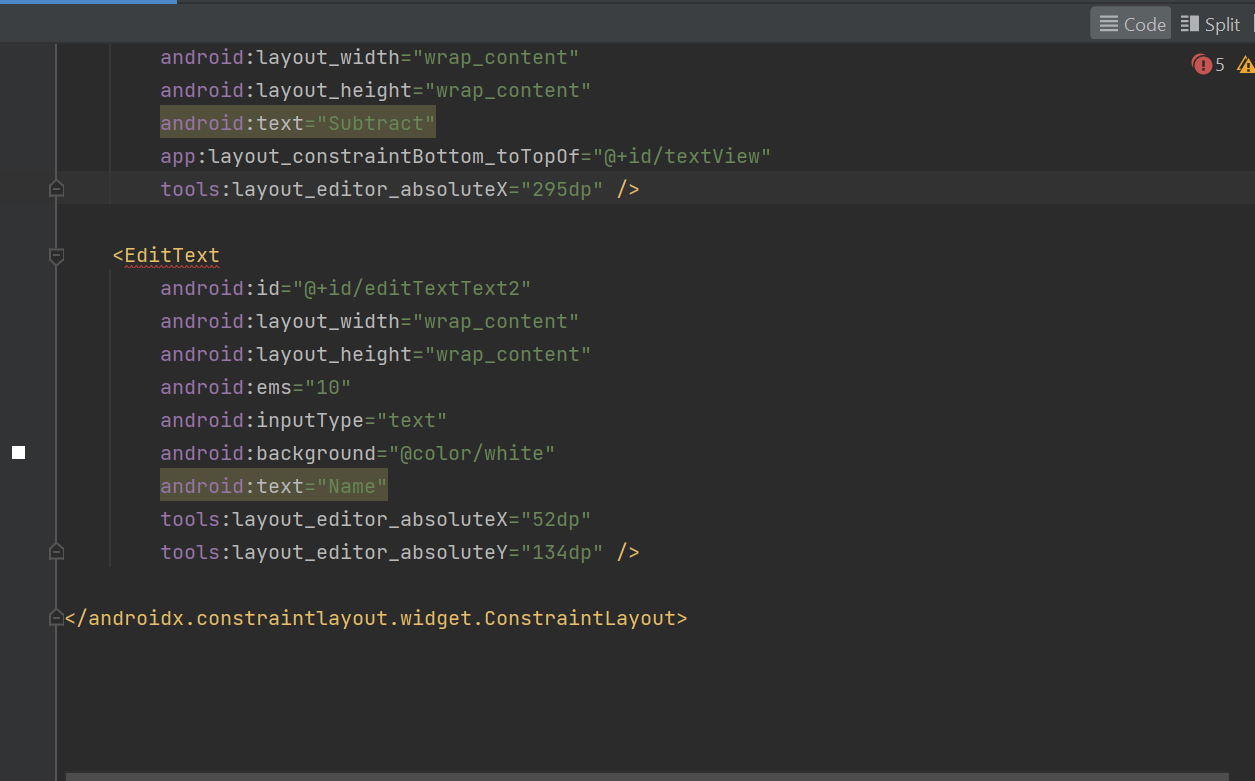 Code Split
android:layout_width="wrap_content"
5
android:layout_height="wrap_content"
android:text="Subtract"
app:layout_constraintBottom_toTopOf="@+id/textView"
tools:layout_editor_absoluteX="295dp" />
<EditText
android:id="@+id/editTextText2"
android:layout_width="wrap_content"
android:layout_height="wrap_content"
android:ems="10"
android:inputType="text"
android:background="@color/white"
android:text="Name"
tools:layout_editor_absoluteX="52dp"
tools:layout_editor_absoluteY="134dp" />
</androidx.constraintlayout.widget.ConstraintLayout>